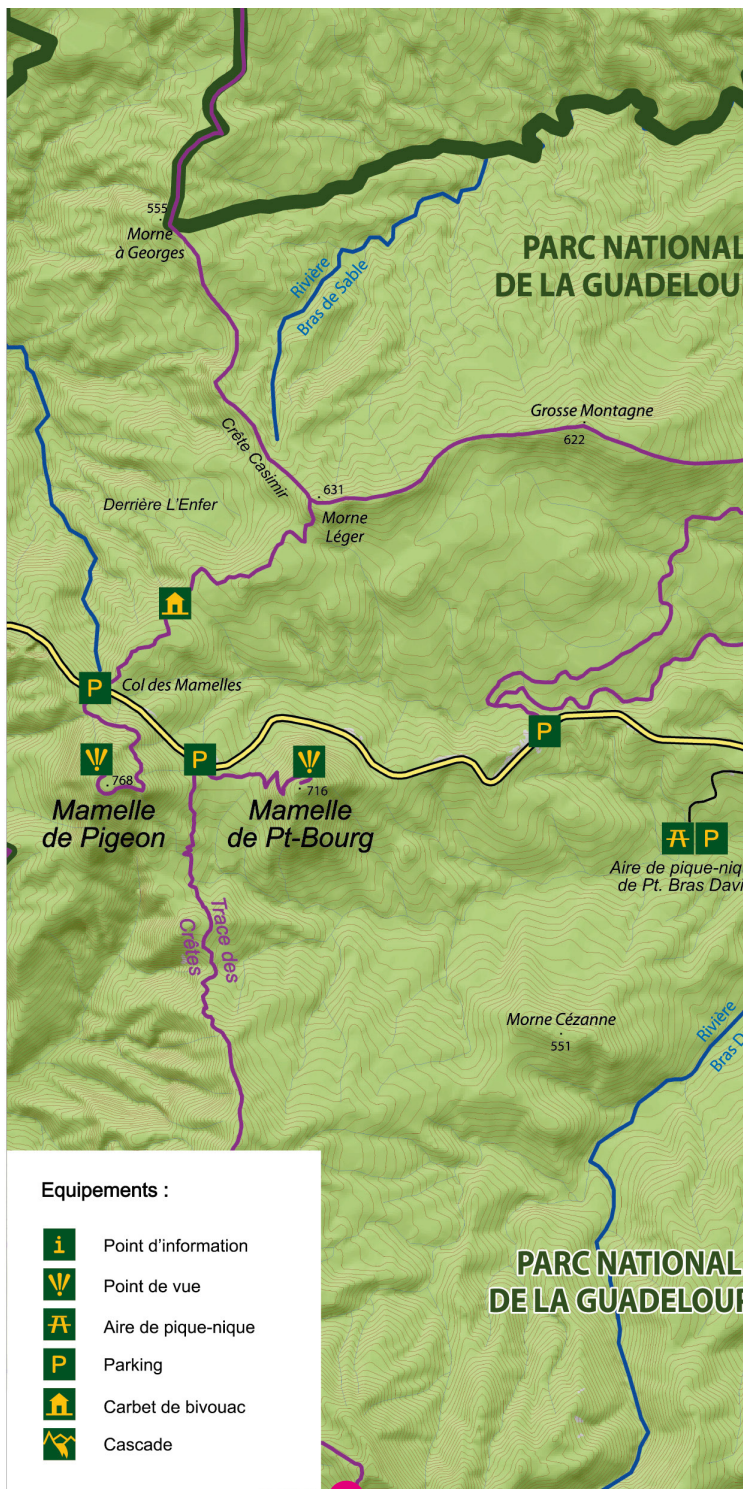 555
Morne
à Georges
Rivière
Bras de Sable
PARC NATIONAL
DE LA GUADELOU
Grosse Montagne
622
Crête Casimir
631
Morne
Léger
Derrière L'Enfer
P
Col des Mamelles
P
P
768
716
Mamelle
de Pigeon
Mamelle
de Pt-Bourg
P
Aire de pique-niq
de Pt. Bras Davi
Trace des
Crêtes
Morne Cézanne
551
Rivière
Bras D
Equipements :
i
Point d'information
Point de vue
Aire de pique-nique
P
Parking
Carbet de bivouac
Cascade
PARC NATIONAL
DE LA GUADELOUP